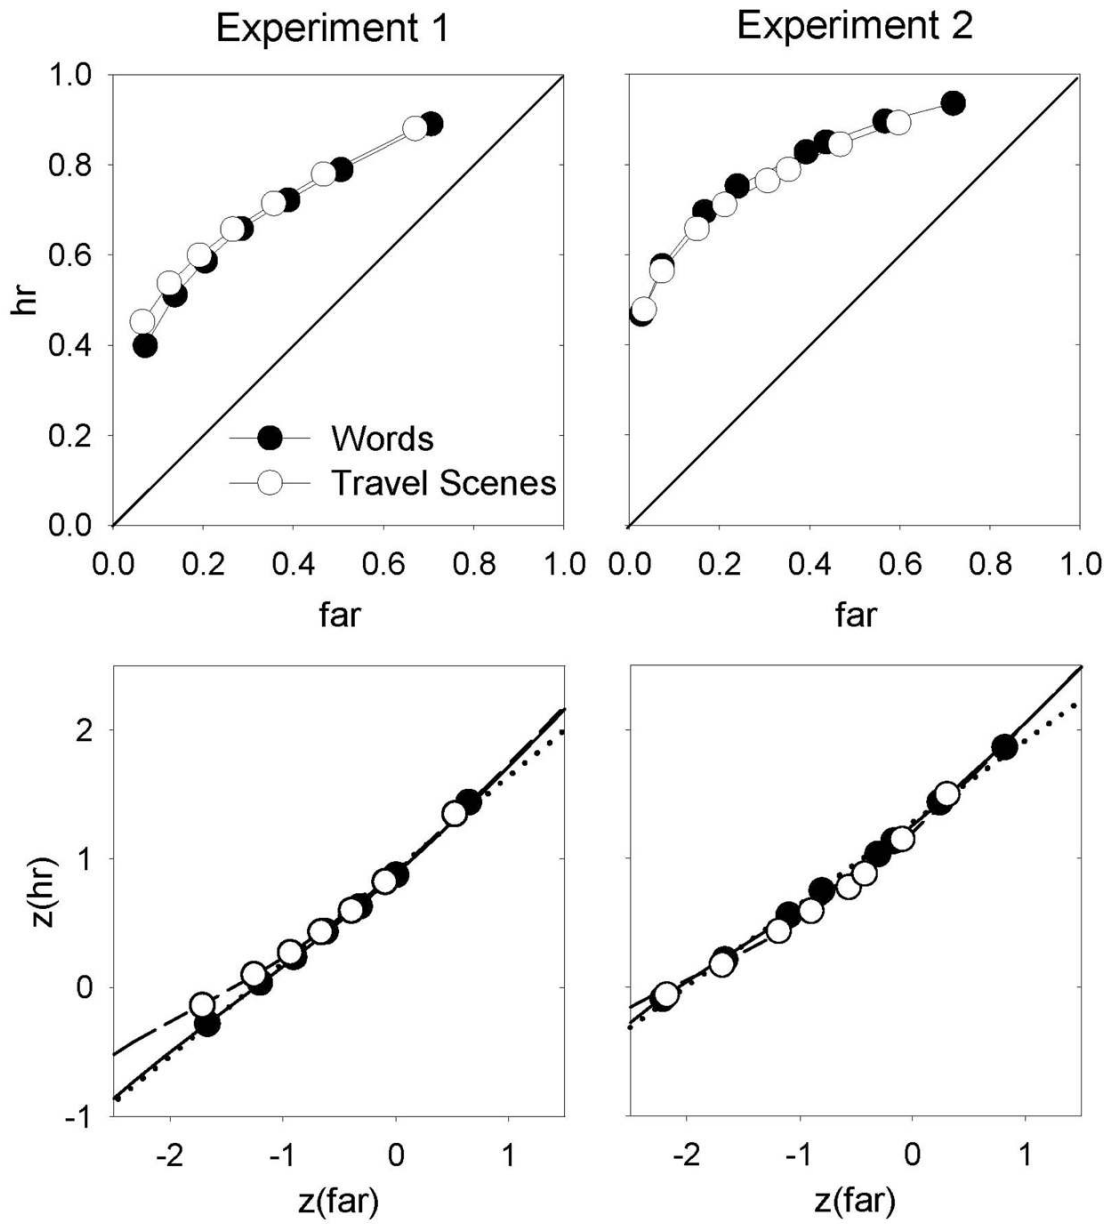 Experiment 1
Experiment 2
1.0
0.8
0.6
0.4
0.2
0.0
hr
Words
Travel Scenes
0.0 0.2 0.4 0.6 0.8 1.0
0.0 0.2 0.4 0.6 0.8 1.0
far
far
2
1
0
-1
z(hr)
-2 -1 0 1
-2 -1 0 1
z(far)
z(far)